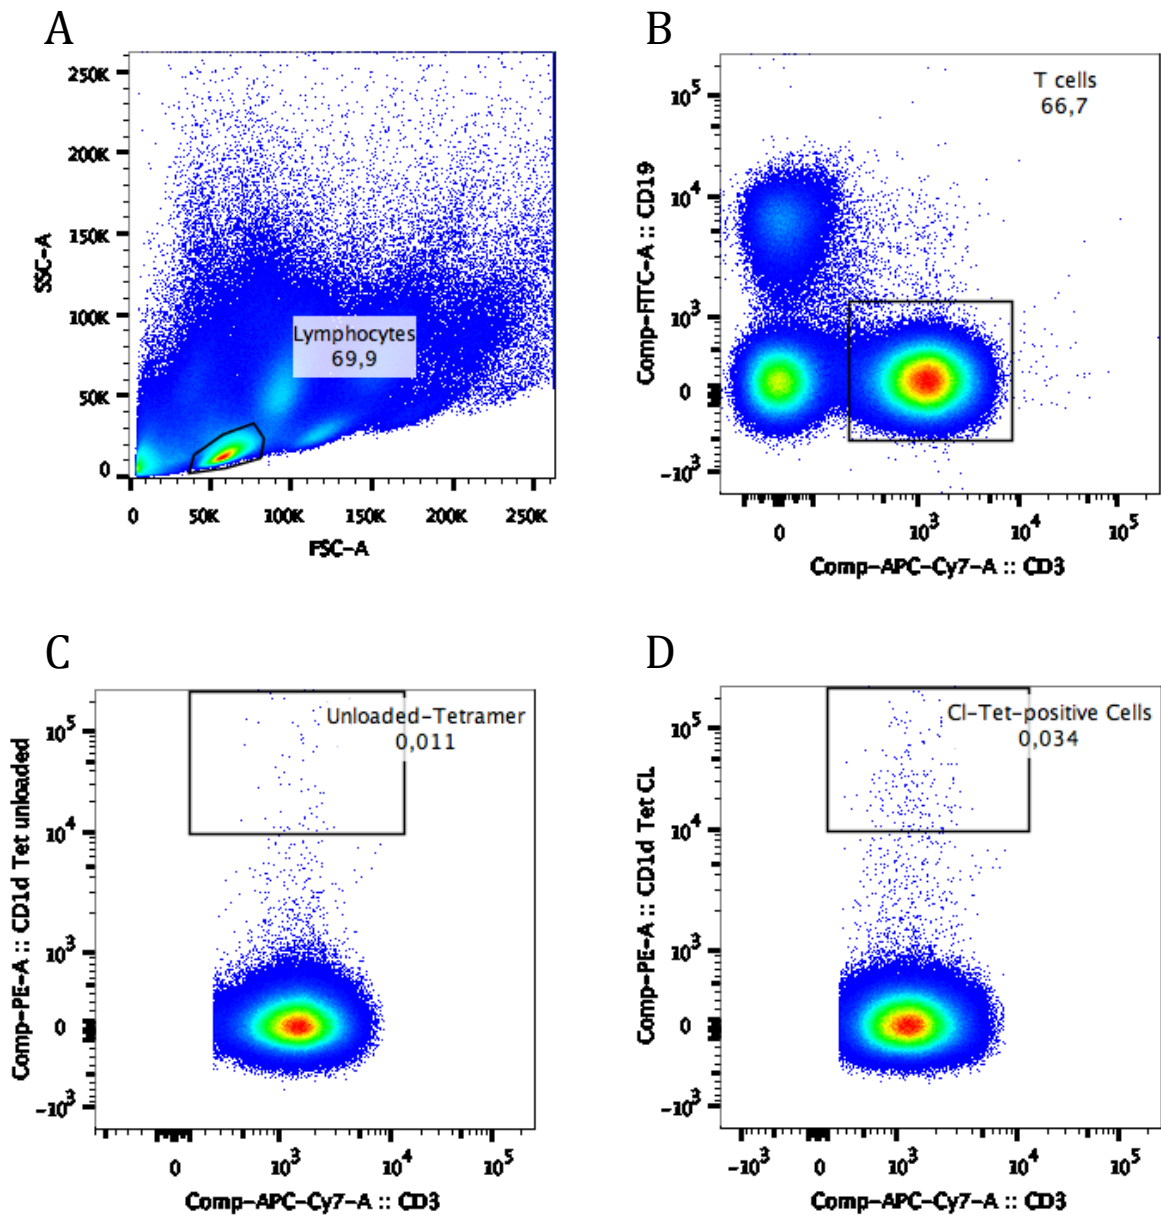 A
250K
200K
150K
100K
50K
0
SSC-A
Lymphocytes
69,9
0
50K
100K
150K
200K
250K
FSC-A
B
T cells
66,7
10^5
10^4
10^3
0
-10^3
Comp-FITC-A :: CD19
0
10^3
10^4
10^5
Comp-APC-Cy7-A :: CD3
C
Unloaded-Tetramer
0,011
10^5
10^4
10^3
0
-10^3
Comp-PE-A :: CD1d Tet unloaded
0
10^3
10^4
10^5
Comp-APC-Cy7-A :: CD3
D
Cl-Tet-positive Cells
0,034
10^5
10^4
10^3
0
-10^3
Comp-PE-A :: CD1d Tet CL
-10^3
0
10^3
10^4
10^5
Comp-APC-Cy7-A :: CD3